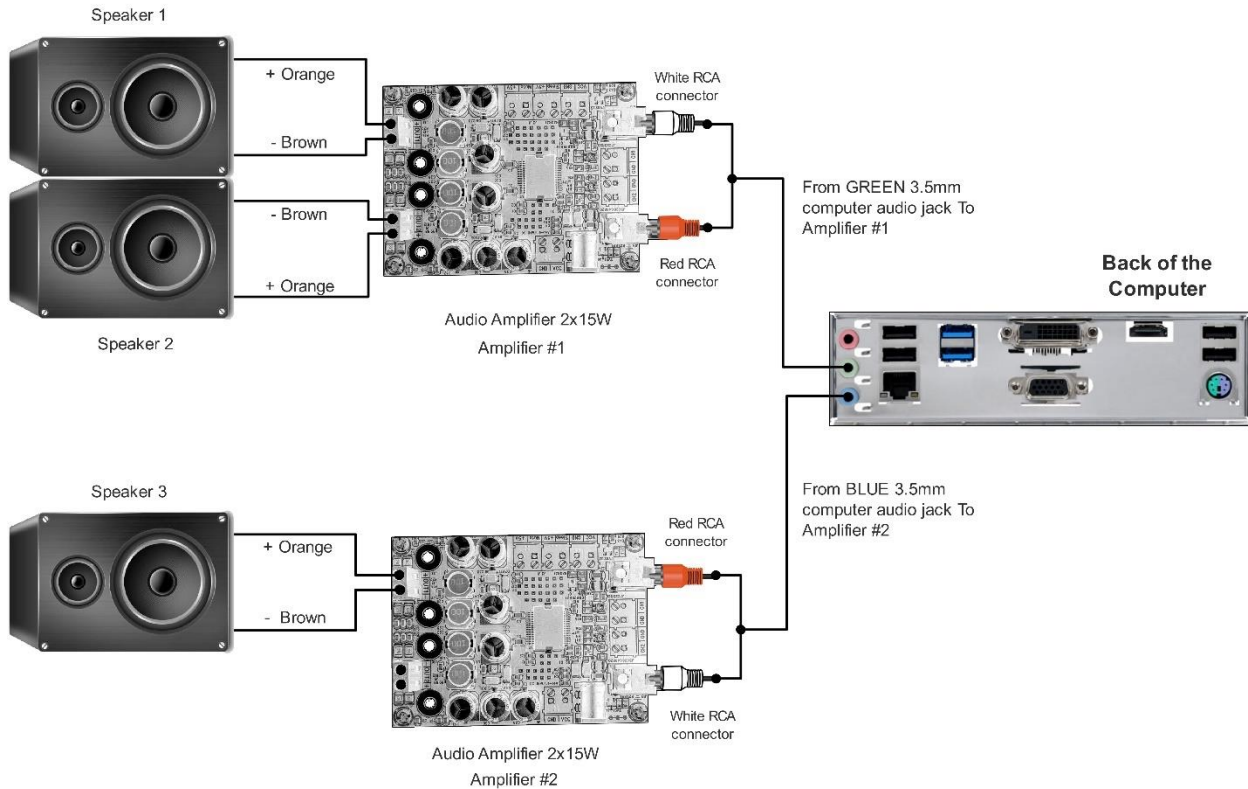 Speaker 1
+ Orange
- Brown
- Brown
+ Orange
Speaker 2
White RCA
connector
Red RCA
connector
Audio Amplifier 2x15W
Amplifier #1
From GREEN 3.5mm
computer audio jack To
Amplifier #1
Back of the
Computer
Speaker 3
+ Orange
- Brown
Red RCA
connector
White RCA
connector
From BLUE 3.5mm
computer audio jack To
Amplifier #2
Audio Amplifier 2x15W
Amplifier #2